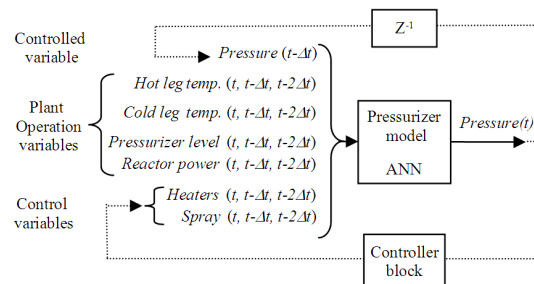 Controlled
variable
Pressure (t-Δt)
Z-1
Plant
Operation
variables
Hot leg temp. (t, t-Δt, t-2Δt)
Cold leg temp. (t, t-Δt, t-2Δt)
Pressurizer level (t, t-Δt, t-2Δt)
Reactor power (t, t-Δt, t-2Δt)
Pressurizer
model
ANN
Pressure(t)
Control
variables
Heaters (t, t-Δt, t-2Δt)
Spray (t, t-Δt, t-2Δt)
Controller
block